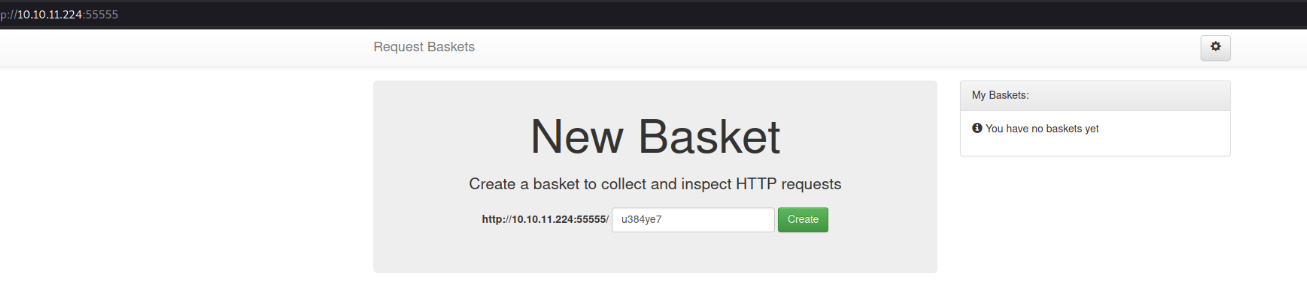 p://10.10.11.224:55555
Request Baskets
New Basket
Create a basket to collect and inspect HTTP requests
http://10.10.11.224:55555/ u384ye7 Create
My Baskets:
You have no baskets yet